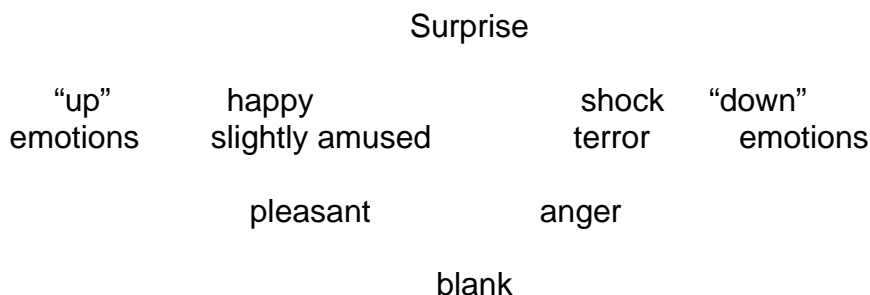 Surprise
“up” happy shock “down”
emotions slightly amused terror emotions
pleasant anger
blank